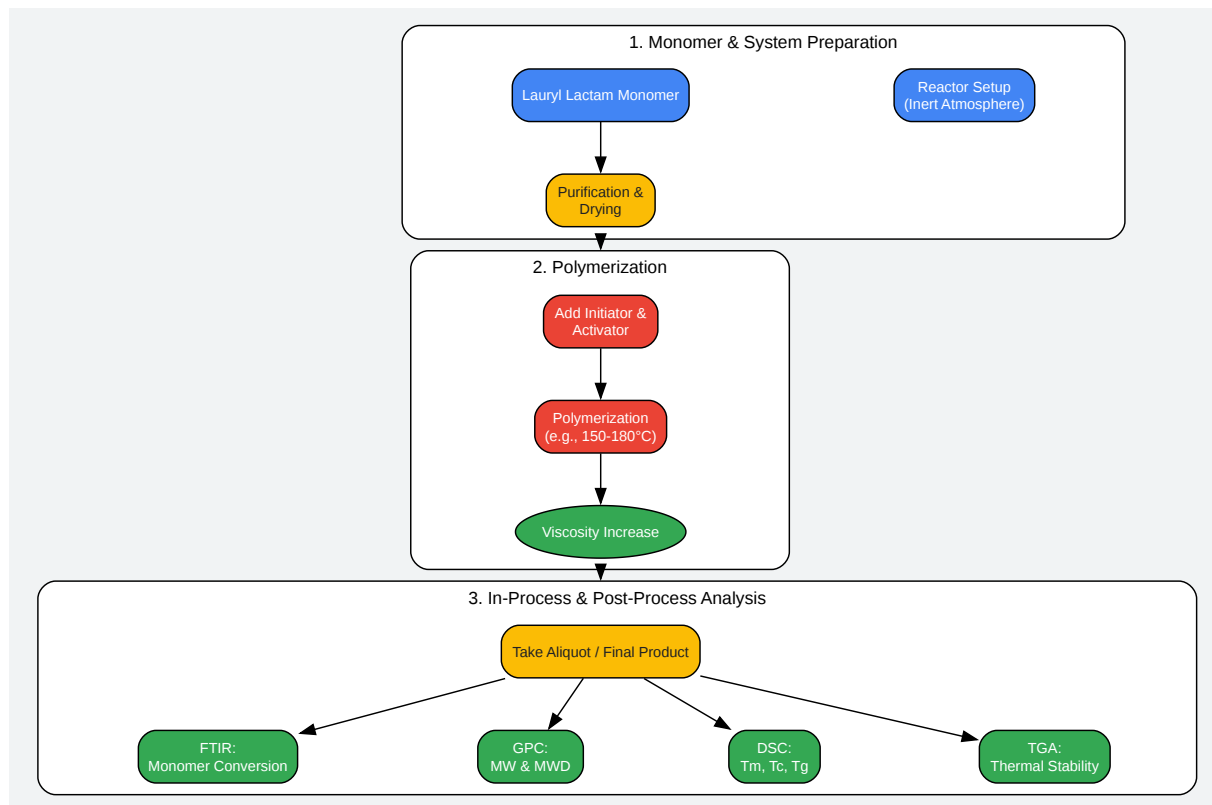 1. Monomer & System Preparation
Lauryl Lactam Monomer
Reactor Setup
(Inert Atmosphere)
Purification &
Drying
2. Polymerization
Add Initiator &
Activator
Polymerization
(e.g., 150-180°C)
Viscosity Increase
3. In-Process & Post-Process Analysis
Take Aliquot / Final Product
FTIR:
Monomer Conversion
GPC:
MW & MWD
DSC:
Tm, Tc, Tg
TGA:
Thermal Stability